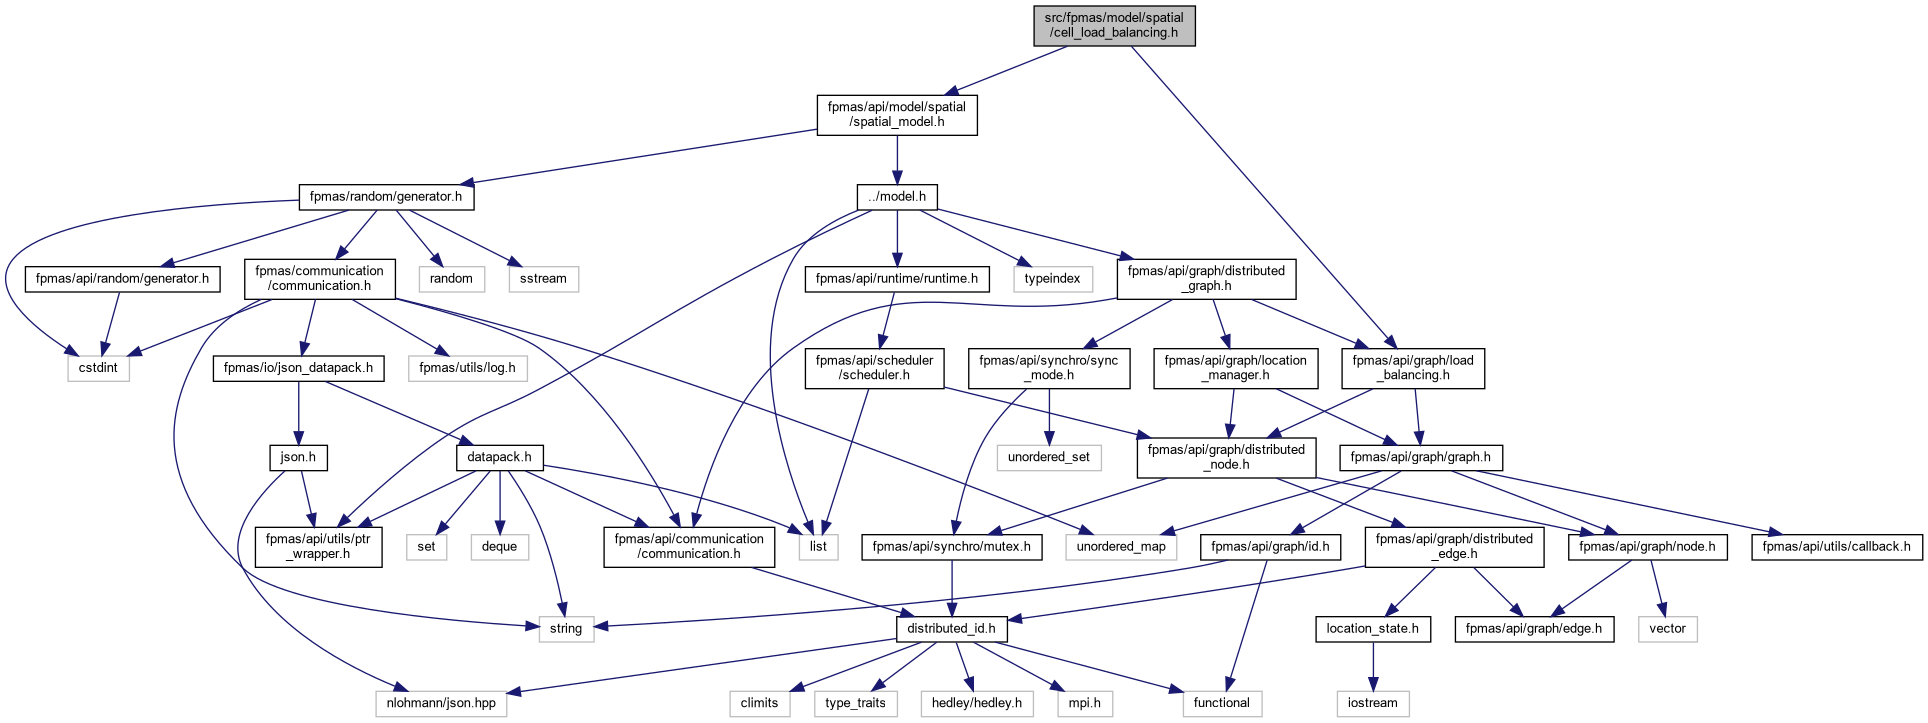 src/fpmas/model/spatial
/cell_load_balancing.h
fpmas/api/model/spatial
/spatial_model.h
fpmas/random/generator.h
../model.h
fpmas/api/random/generator.h
fpmas/communication
/communication.h
random
sstream
fpmas/api/runtime/runtime.h
typeindex
fpmas/api/graph/distributed
_graph.h
cstdint
fpmas/io/json_datapack.h
fpmas/utils/log.h
fpmas/api/scheduler
/scheduler.h
fpmas/api/synchro/sync
_mode.h
fpmas/api/graph/location
_manager.h
fpmas/api/graph/load
_balancing.h
json.h
datapack.h
unordered_set
fpmas/api/graph/distributed
_node.h
fpmas/api/graph/graph.h
fpmas/api/utils/ptr
_wrapper.h
set
deque
fpmas/api/communication
/communication.h
list
fpmas/api/synchro/mutex.h
unordered_map
fpmas/api/graph/id.h
fpmas/api/graph/distributed
_edge.h
fpmas/api/graph/node.h
fpmas/api/utils/callback.h
string
distributed_id.h
location_state.h
fpmas/api/graph/edge.h
vector
nlohmann/json.hpp
climits
type_traits
hedley/hedley.h
mpi.h
functional
iostream